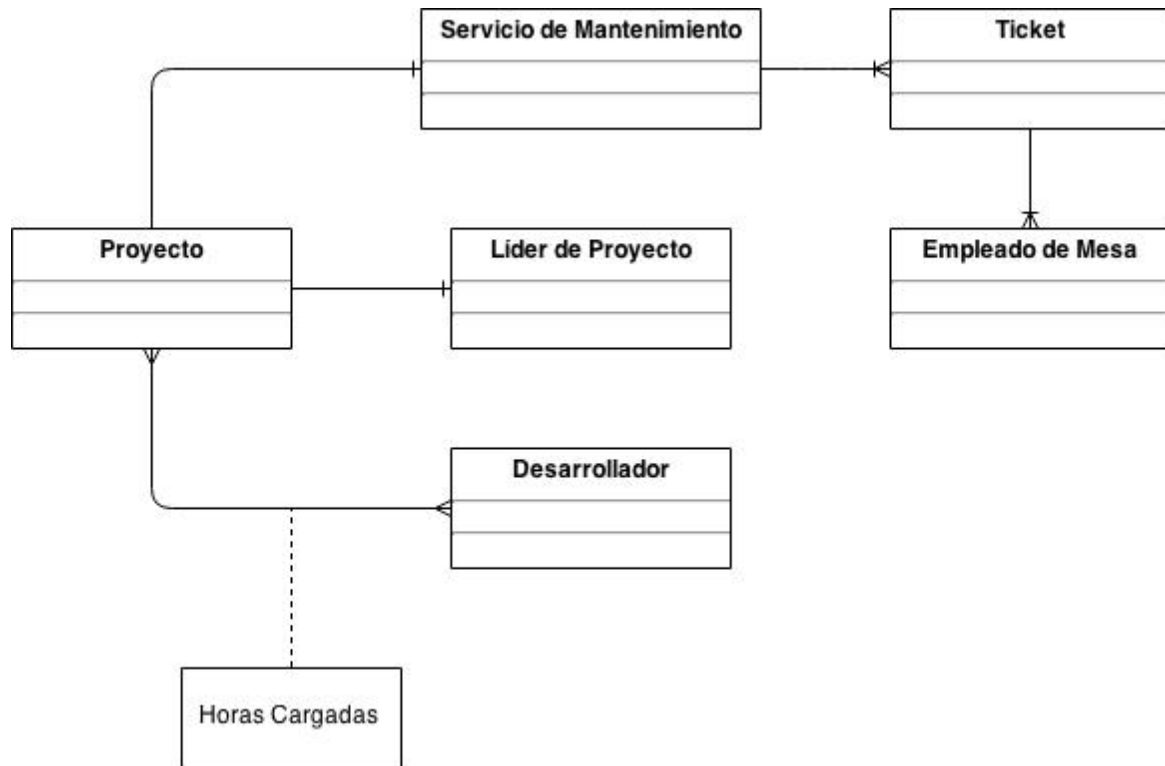 Servicio de Mantenimiento
Ticket
Proyecto
Líder de Proyecto
Empleado de Mesa
Desarrollador
Horas Cargadas